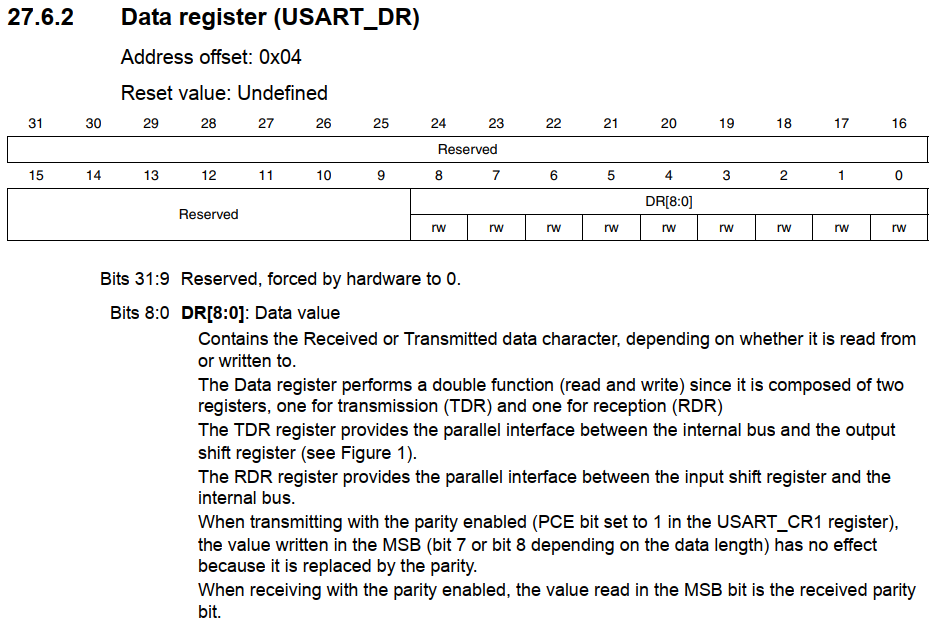 27.6.2 Data register (USART_DR)
Address offset: 0x04
Reset value: Undefined
31 30 29 28 27 26 25 24 23 22 21 20 19 18 17 16
Reserved
15 14 13 12 11 10 9 8 7 6 5 4 3 2 1 0
Reserved DR[8:0]
rw rw rw rw rw rw rw rw rw
Bits 31:9 Reserved, forced by hardware to 0.
Bits 8:0 DR[8:0]: Data value
Contains the Received or Transmitted data character, depending on whether it is read from
or written to.
The Data register performs a double function (read and write) since it is composed of two
registers, one for transmission (TDR) and one for reception (RDR)
The TDR register provides the parallel interface between the internal bus and the output
shift register (see Figure 1).
The RDR register provides the parallel interface between the input shift register and the
internal bus.
When transmitting with the parity enabled (PCE bit set to 1 in the USART_CR1 register),
the value written in the MSB (bit 7 or bit 8 depending on the data length) has no effect
because it is replaced by the parity.
When receiving with the parity enabled, the value read in the MSB bit is the received parity
bit.